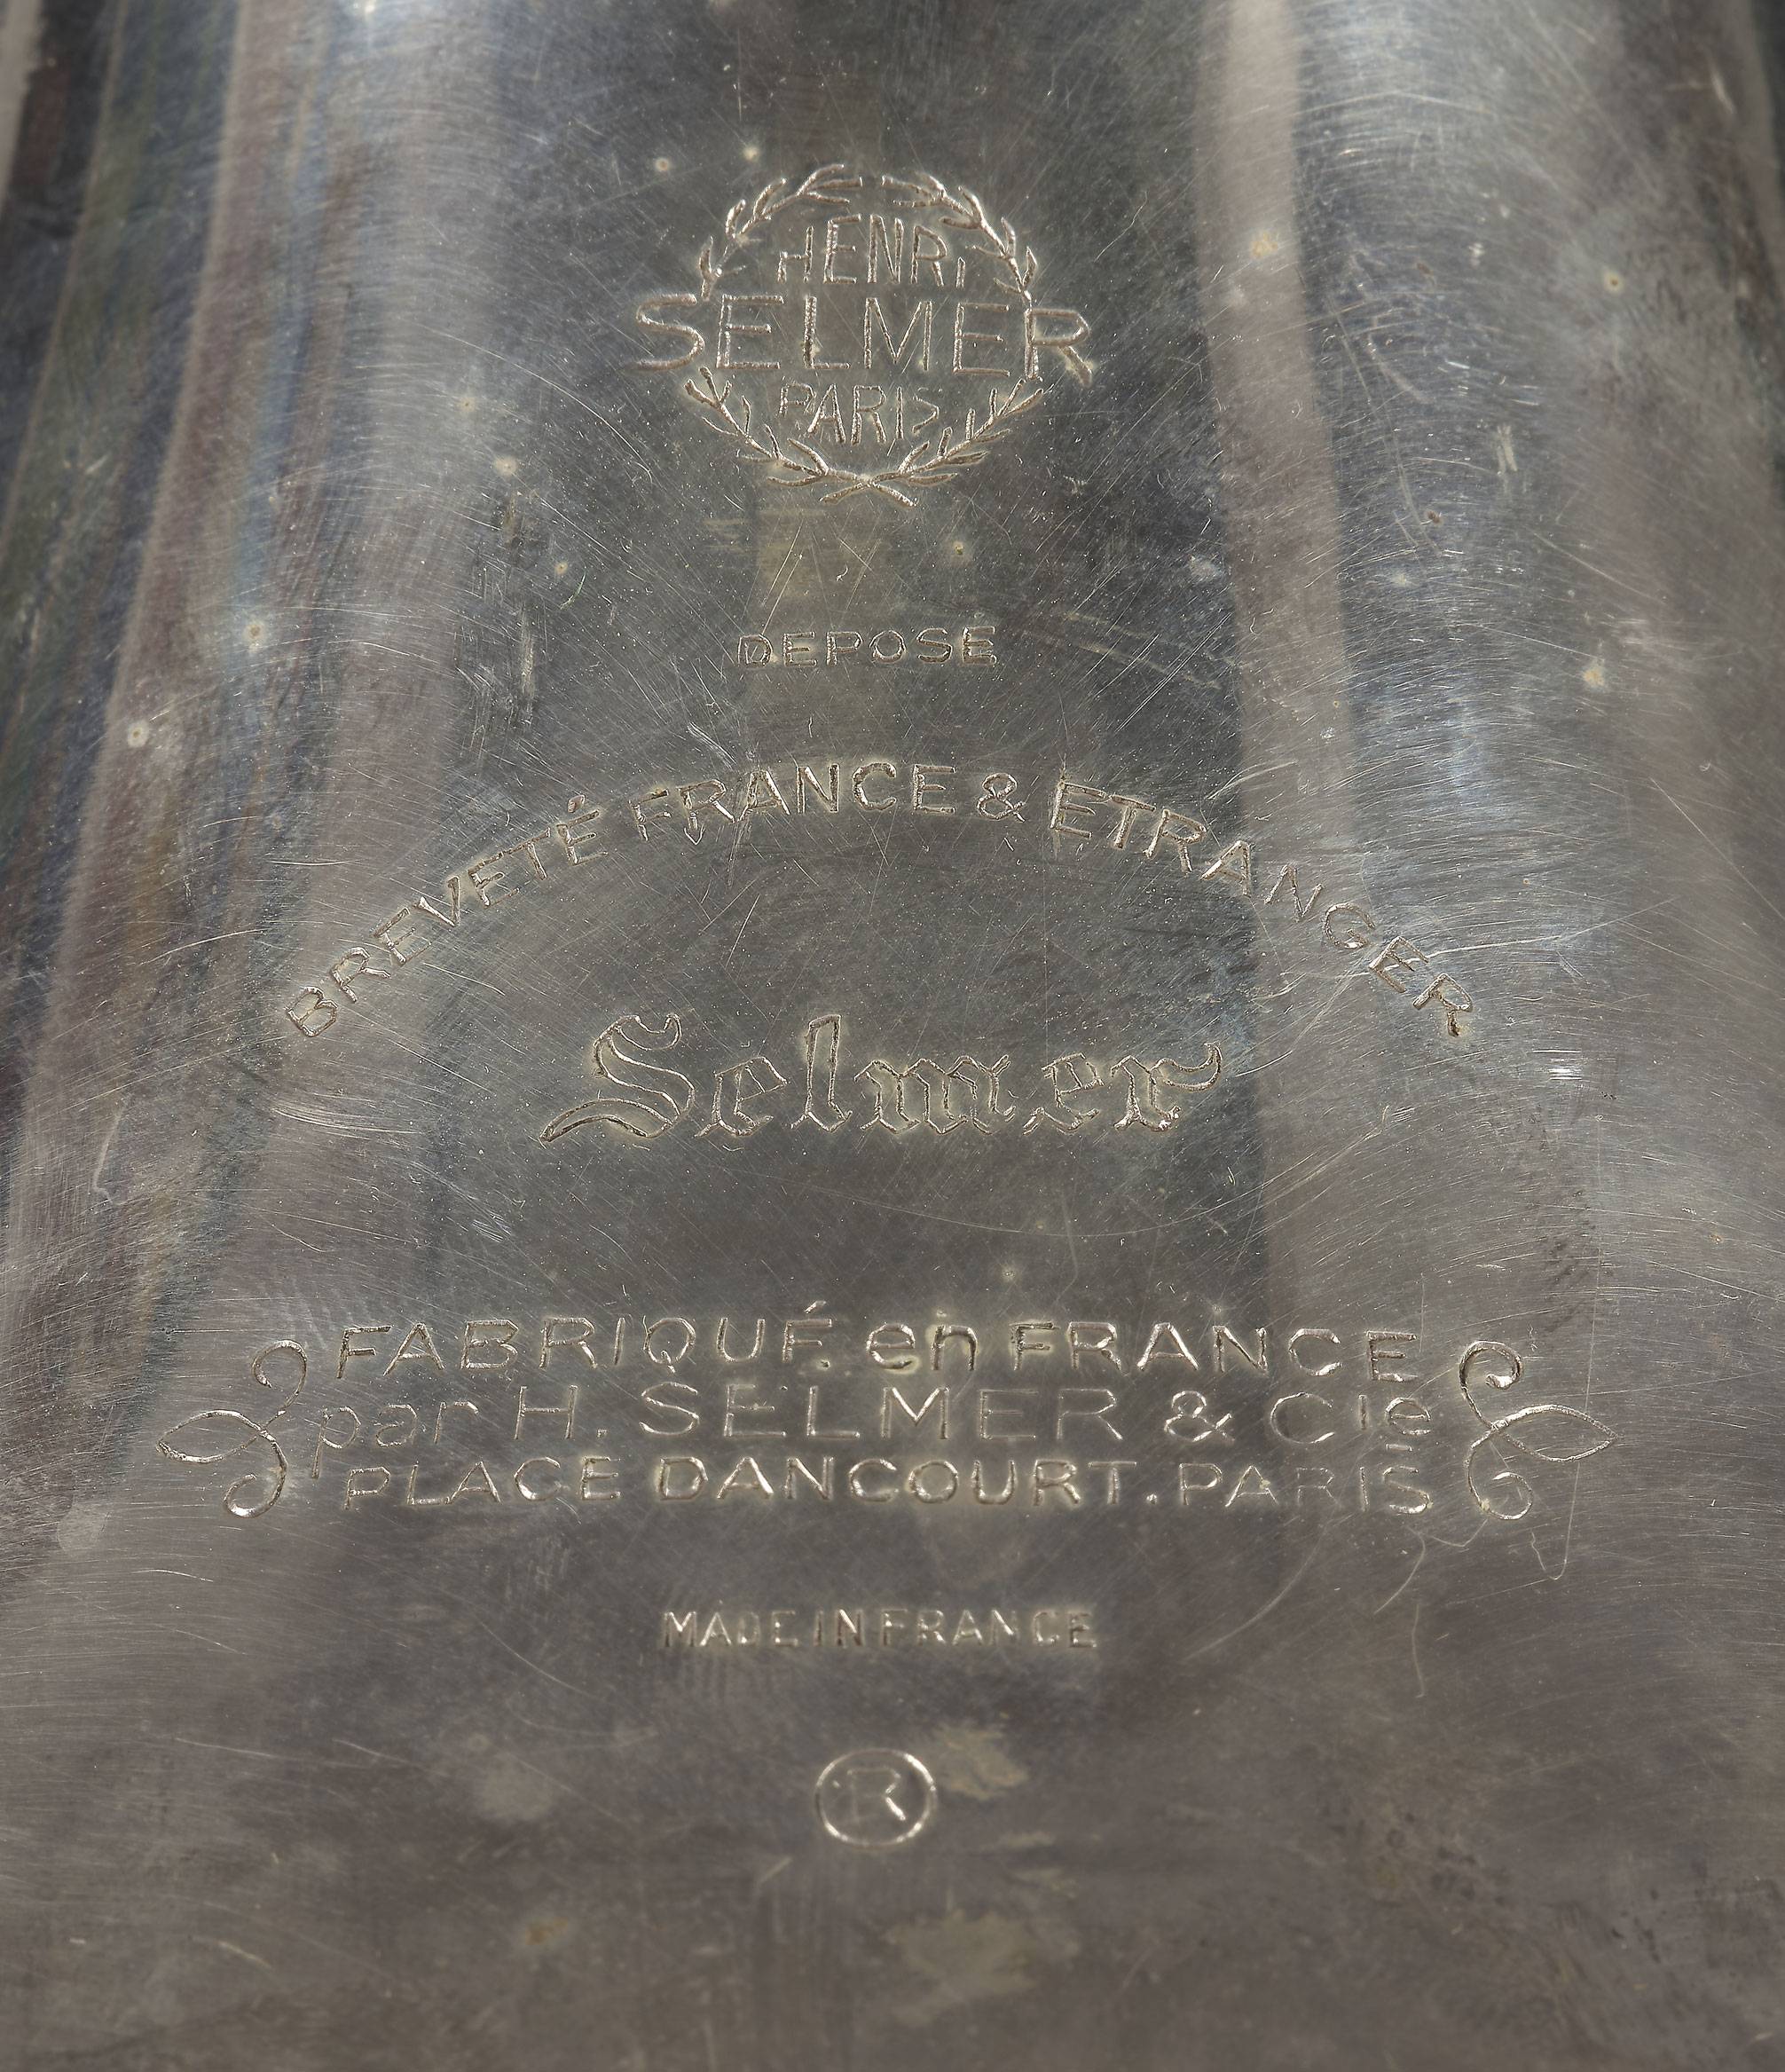 HENRI
SELMER
PARIS
DEPOSE
BREVETÉ FRANCE & ETRANGER
Selmer
FABRIQUÉ en FRANCE
par H. SELMER & Cie
PLACE DANCOURT. PARIS
MADE IN FRANCE
®